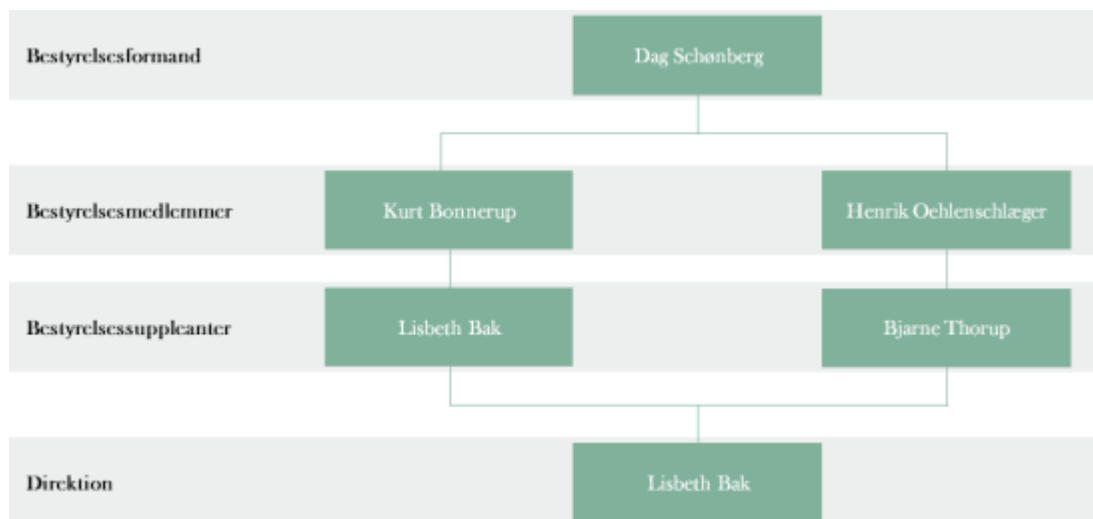 Bestyrelsesformand
Dag Schønberg
Bestyrelsesmedlemmer
Kurt Bonnerup
Henrik Oehlenschlæger
Bestyrelsessuppleanter
Lisbeth Bak
Bjarne Thorup
Direktion
Lisbeth Bak